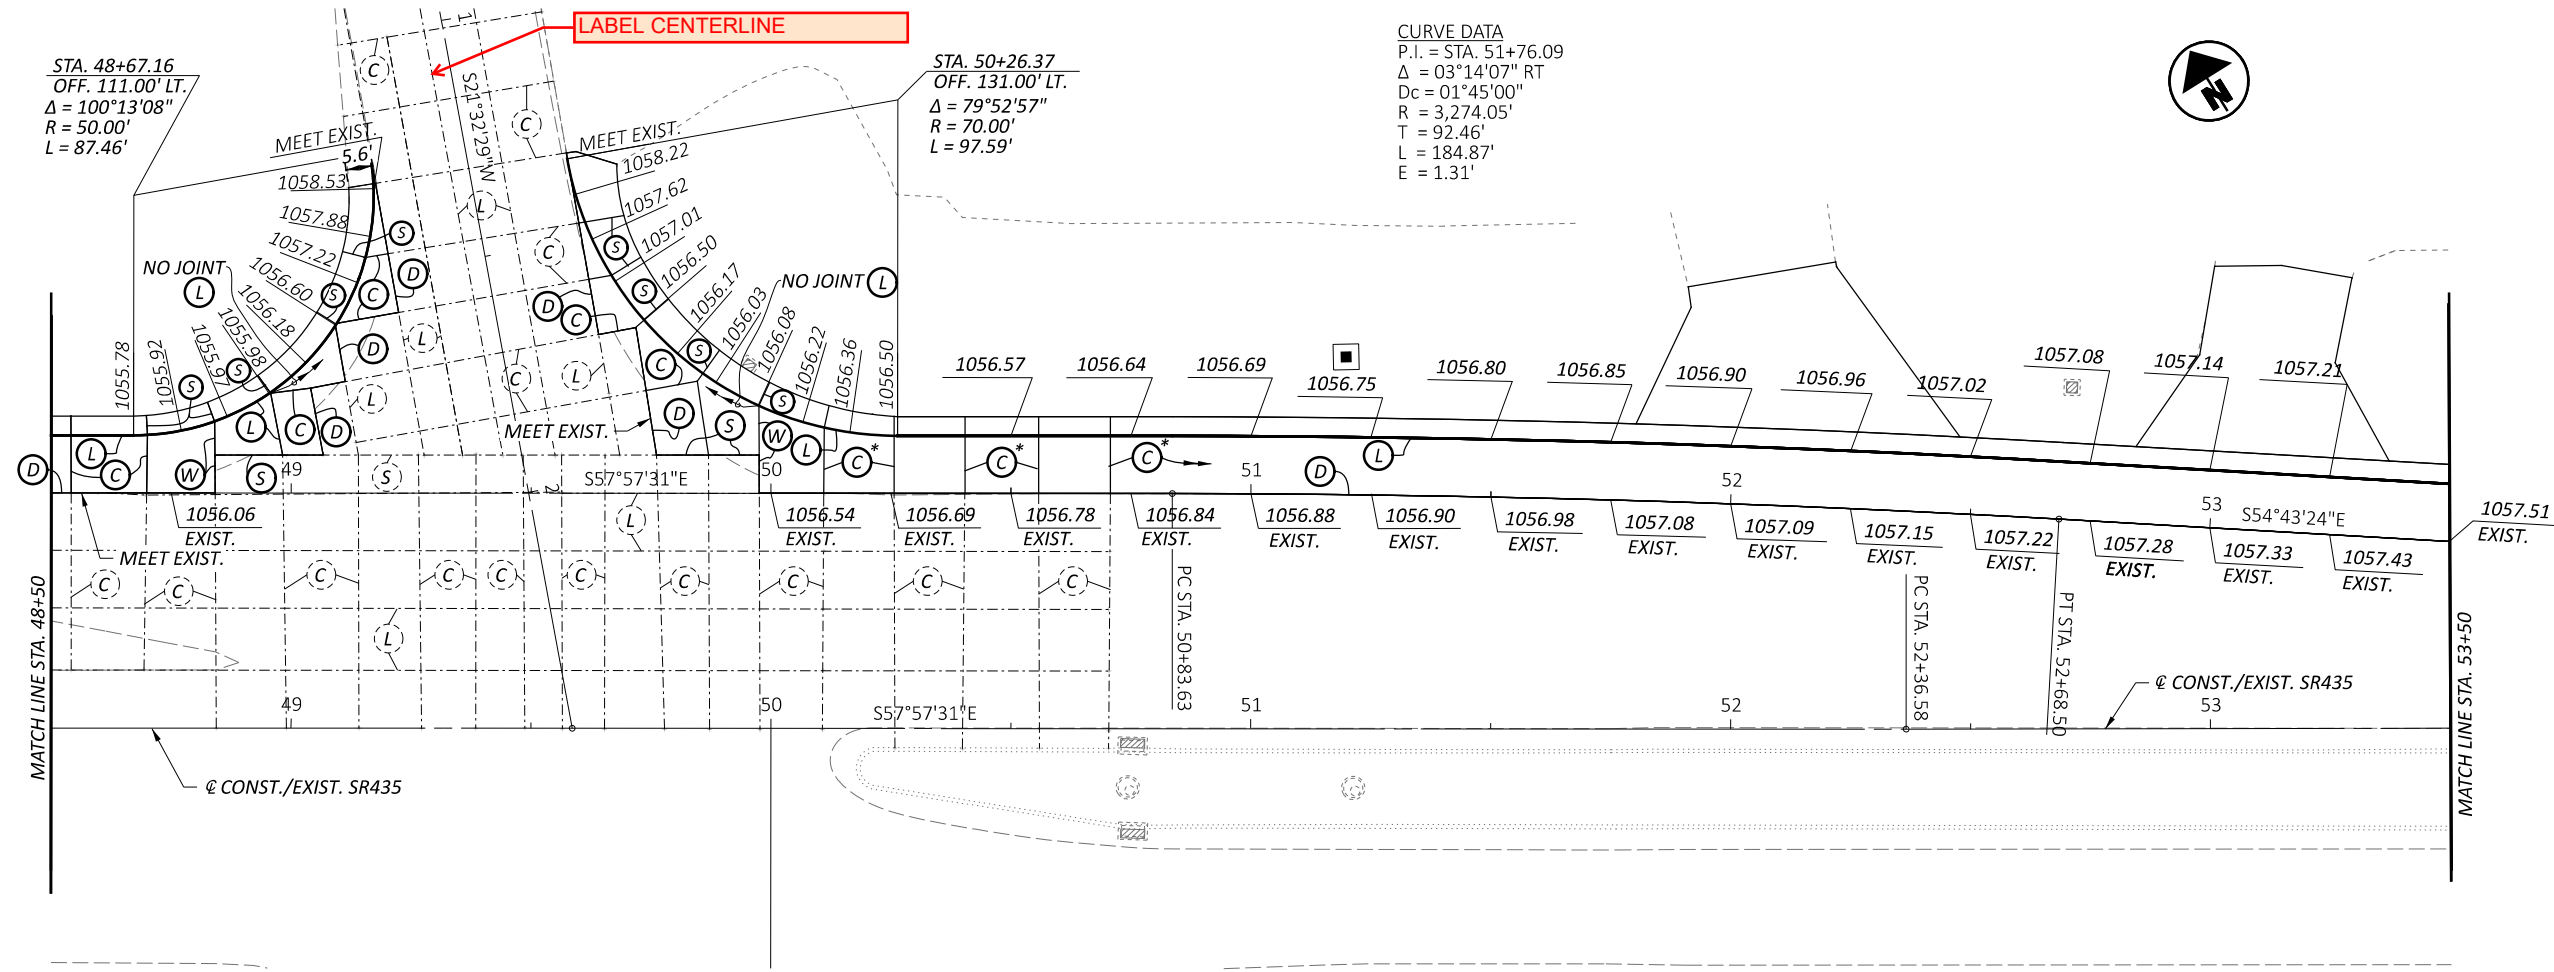 LABEL CENTERLINE
STA. 48+67.16
OFF. 111.00' LT.
Δ = 100°13'08"
R = 50.00'
L = 87.46'
STA. 50+26.37
OFF. 131.00' LT.
Δ = 79°52'57"
R = 70.00'
L = 97.59'
CURVE DATA
P.I. = STA. 51+76.09
Δ = 03°14'07" RT
Dc = 01°45'00"
R = 3,274.05'
T = 92.46'
L = 184.87'
E = 1.31'
N
1
1
S21°32'29"W
2
C
C
L
C
L
C
L
L
MEET EXIST.
5.6'
1058.53
1057.88
1057.22
1056.60
1056.18
1055.98
1055.97
1055.92
1055.78
NO JOINT
L
S
D
S
C
D
S
S
L
C
D
MEET EXIST.
1058.22
1057.62
1057.01
1056.50
1056.17
1056.03
1056.08
1056.22
1056.36
1056.50
NO JOINT
L
S
S
D
C
C
S
D
S
S
MEET EXIST.
1056.57
1056.64
1056.69
1056.75
1056.80
1056.85
1056.90
1056.96
1057.02
1057.08
1057.14
1057.21
D
L
C
W
S
49
S
S57°57'31"E
50
W
L
C*
C*
C*
51
D
L
52
53
S54°43'24"E
1056.06
EXIST.
MEET EXIST.
L
1056.54
EXIST.
1056.69
EXIST.
1056.78
EXIST.
1056.84
EXIST.
1056.88
EXIST.
1056.90
EXIST.
1056.98
EXIST.
1057.08
EXIST.
1057.09
EXIST.
1057.15
EXIST.
1057.22
EXIST.
1057.28
EXIST.
1057.33
EXIST.
1057.43
EXIST.
1057.51
EXIST.
C
C
C
C
C
C
C
C
C
C
L
PC STA. 50+83.63
PC STA. 52+36.58
PT STA. 52+68.50
49
50
S57°57'31"E
51
52
53
℄ CONST./EXIST. SR435
℄ CONST./EXIST. SR435
MATCH LINE STA. 48+50
MATCH LINE STA. 53+50